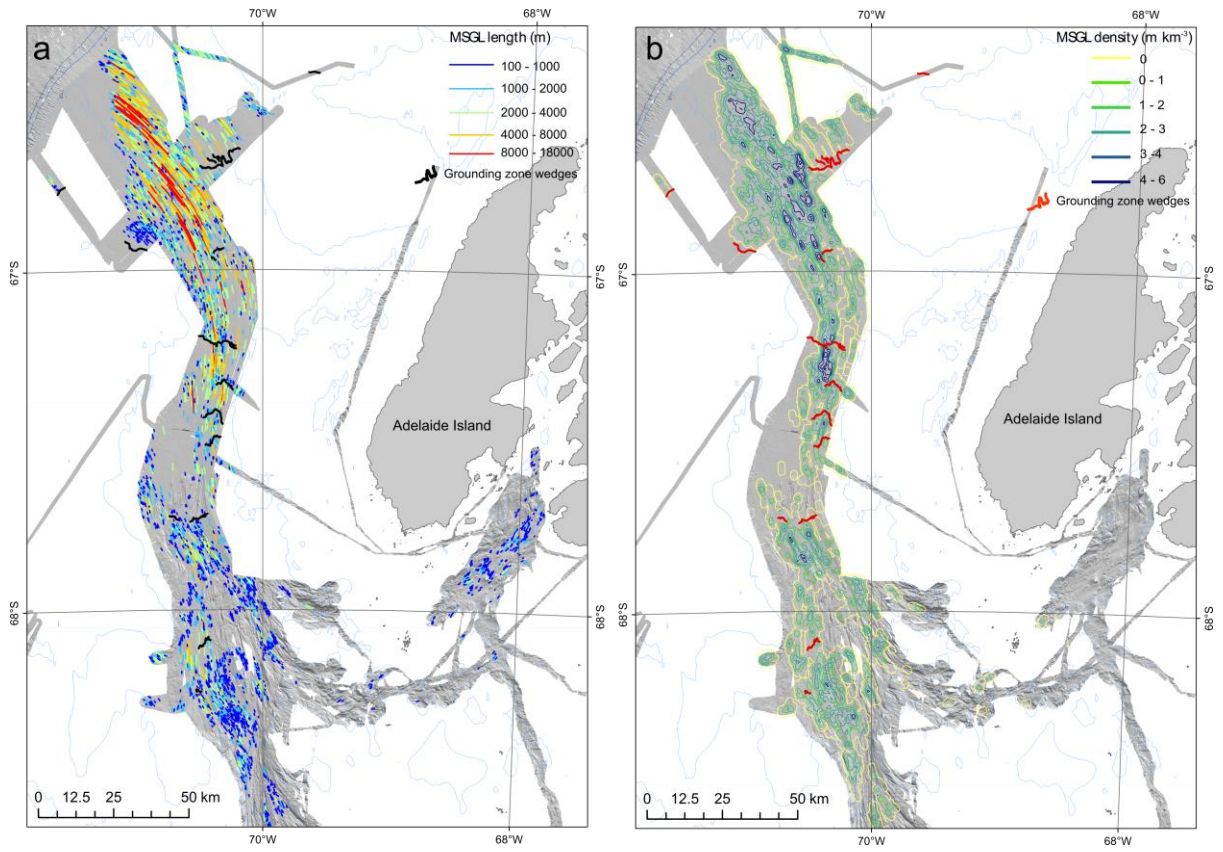 70°W
68°W
a
MSGL length (m)
100 - 1000
1000 - 2000
2000 - 4000
4000 - 8000
8000 - 18000
Grounding zone wedges
67°S
Adelaide Island
68°S
0 12.5 25 50 km
70°W
68°W
70°W
68°W
b
MSGL density (m km-3)
0
0 - 1
1 - 2
2 - 3
3 - 4
4 - 6
Grounding zone wedges
67°S
67°S
Adelaide Island
68°S
68°S
0 12.5 25 50 km
70°W
68°W